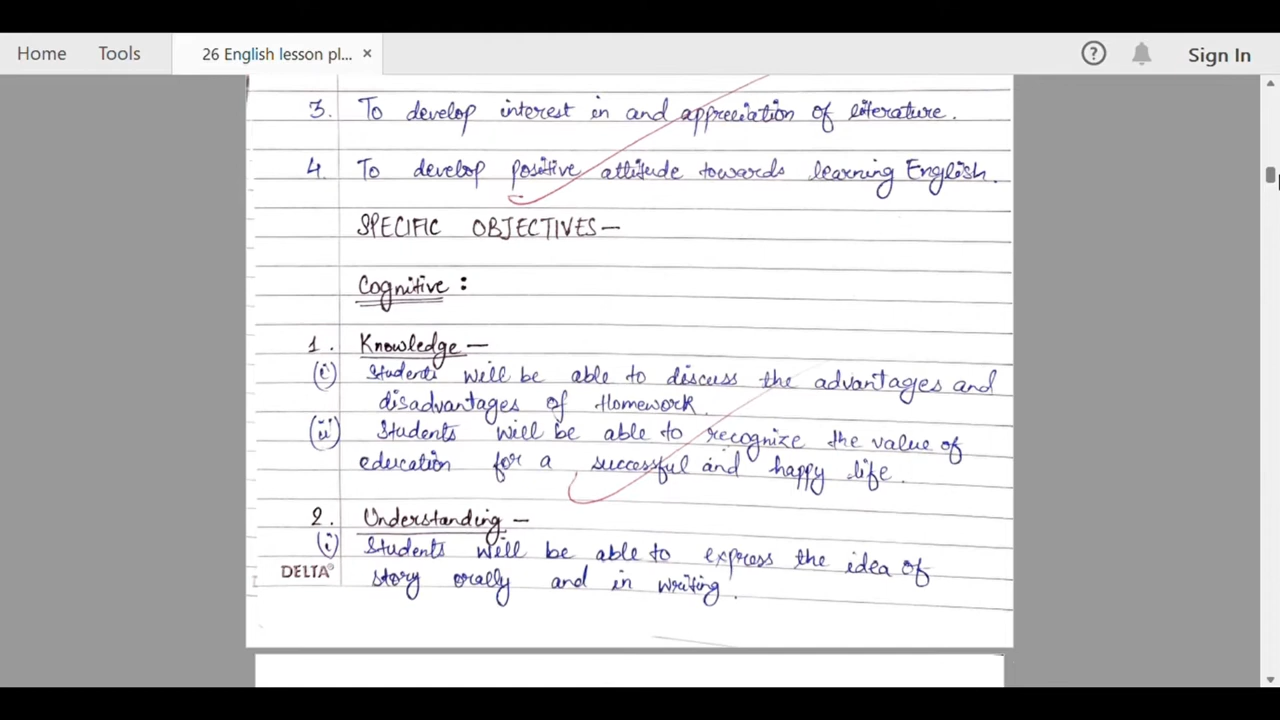 Home Tools 26 English lesson pl... × ? Sign In
3. To develop interest in and appreciation of literature.
4. To develop positive attitude towards learning English.
SPECIFIC OBJECTIVES—
Cognitive :
1. Knowledge —
(i) Students will be able to discuss the advantages and
disadvantages of Homework.
(ii) Students will be able to recognize the value of
education for a successful and happy life.
2. Understanding —
(i) Students will be able to express the idea of
DELTA story orally and in writing.